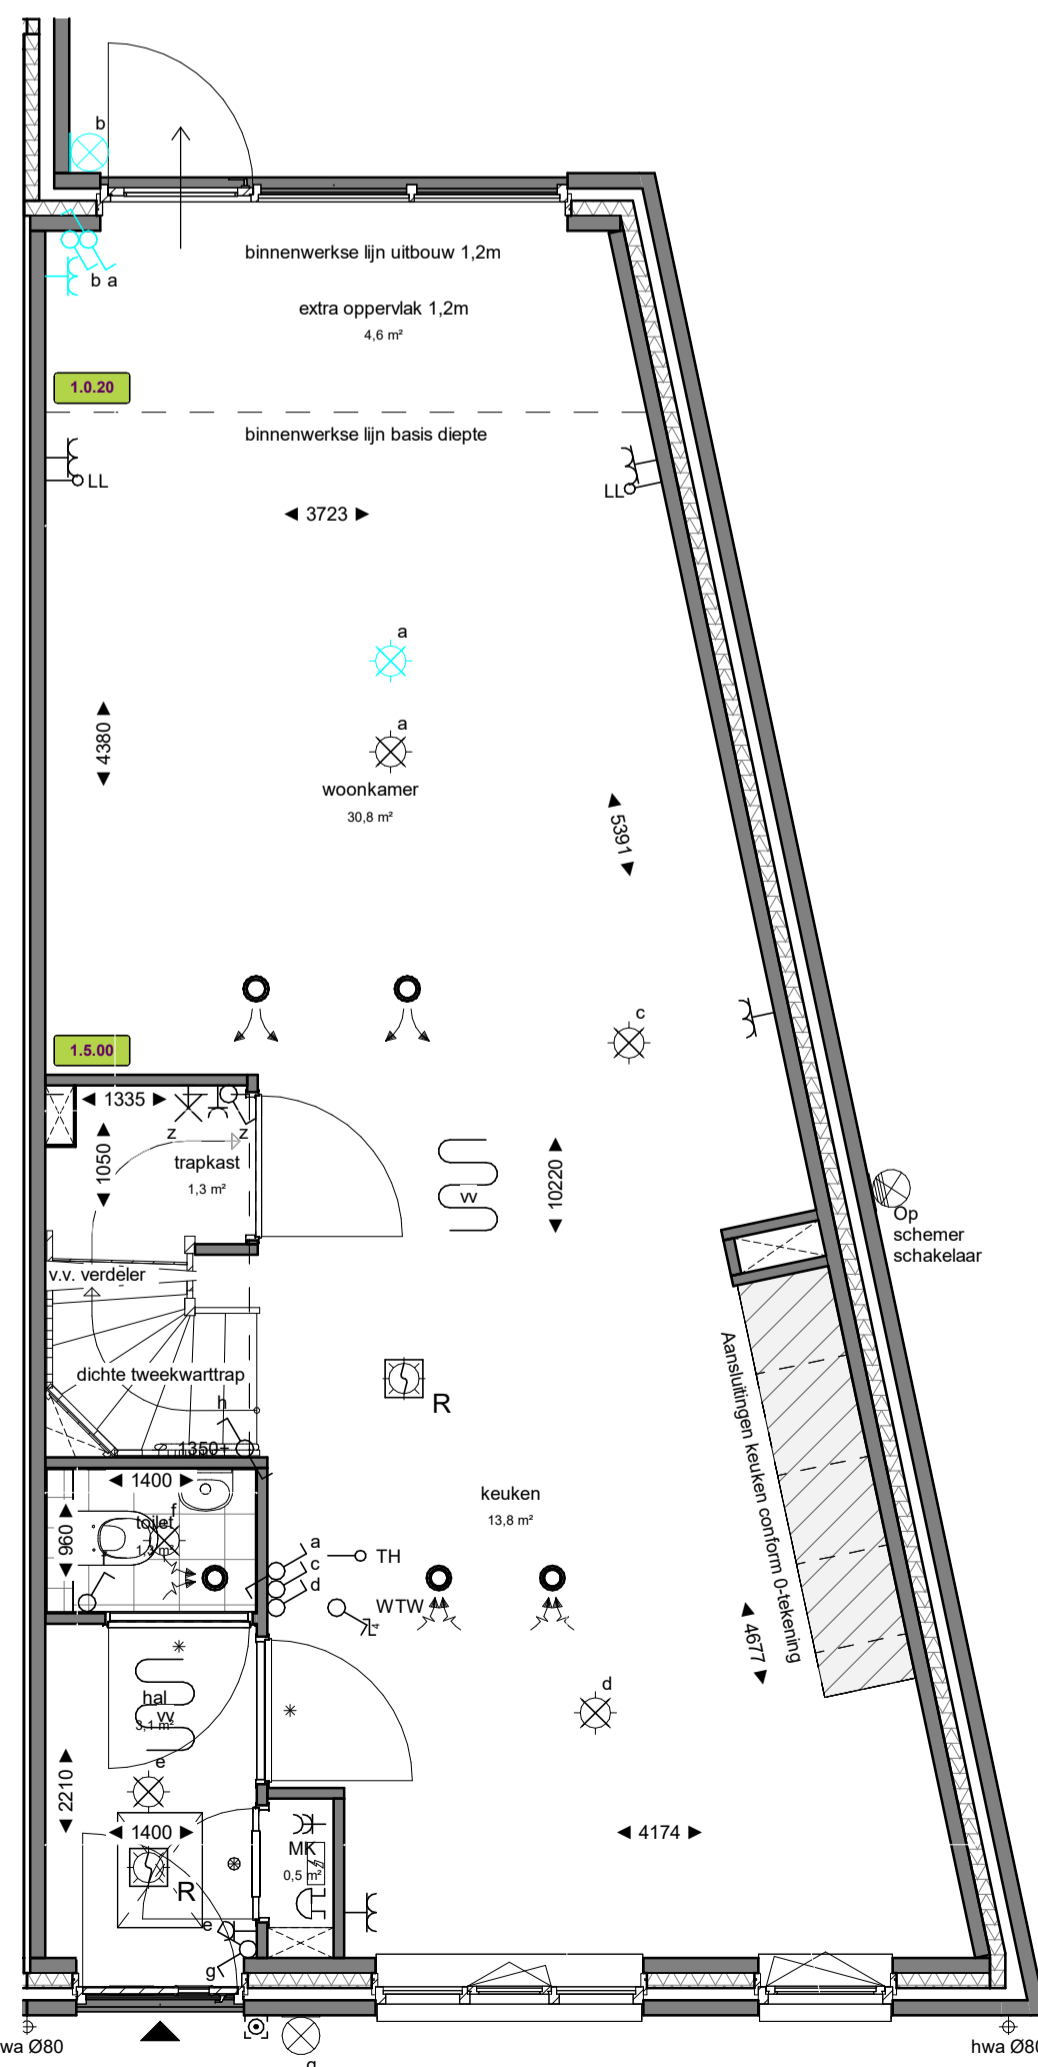 b
b a
binnenwerkse lijn uitbouw 1,2m
extra oppervlak 1,2m
4,6 m²
1.0.20
binnenwerkse lijn basis diepte
LL
LL
3723
a
a
4380
woonkamer
30,8 m²
5391
c
1.5.00
1335
z
z
1050
trapkast
1,3 m²
vv
10220
Op
schemer
schakelaar
v.v. verdeler
dichte tweekwarttrap
h
1350+
R
Aansluitingen keuken conform 0-tekening
1400
f
toilet
1,3 m²
960
f
keuken
13,8 m²
a
c
d
TH
WTW
4
4677
d
hal
vv
3,1 m²
e
2210
1400
R
MK
0,5 m²
4174
e
g
g
wa Ø80
hwa Ø80